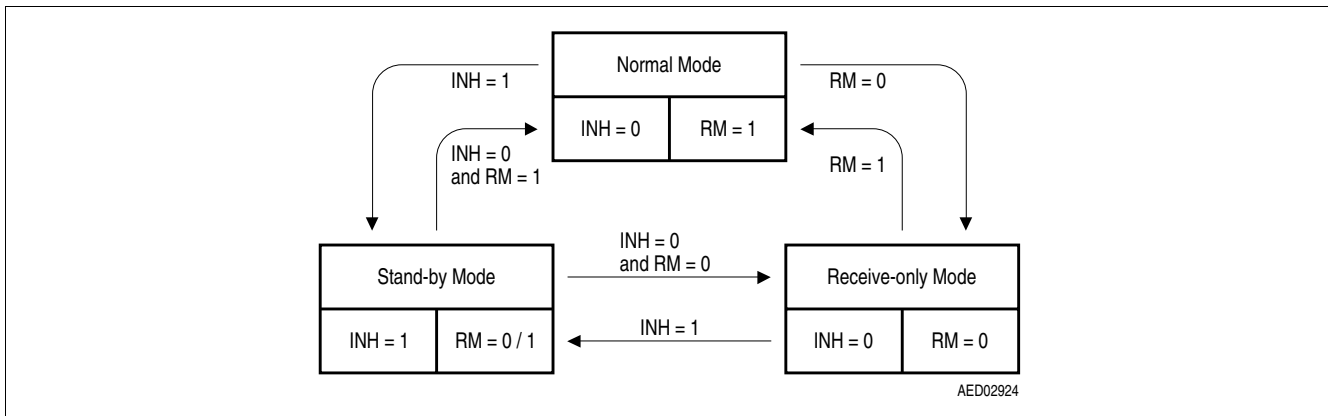 Normal Mode
INH = 1
RM = 0
INH = 0
RM = 1
INH = 0
and RM = 1
RM = 1
INH = 0
and RM = 0
Stand-by Mode
Receive-only Mode
INH = 1
INH = 1
RM = 0 / 1
INH = 0
RM = 0
AED02924